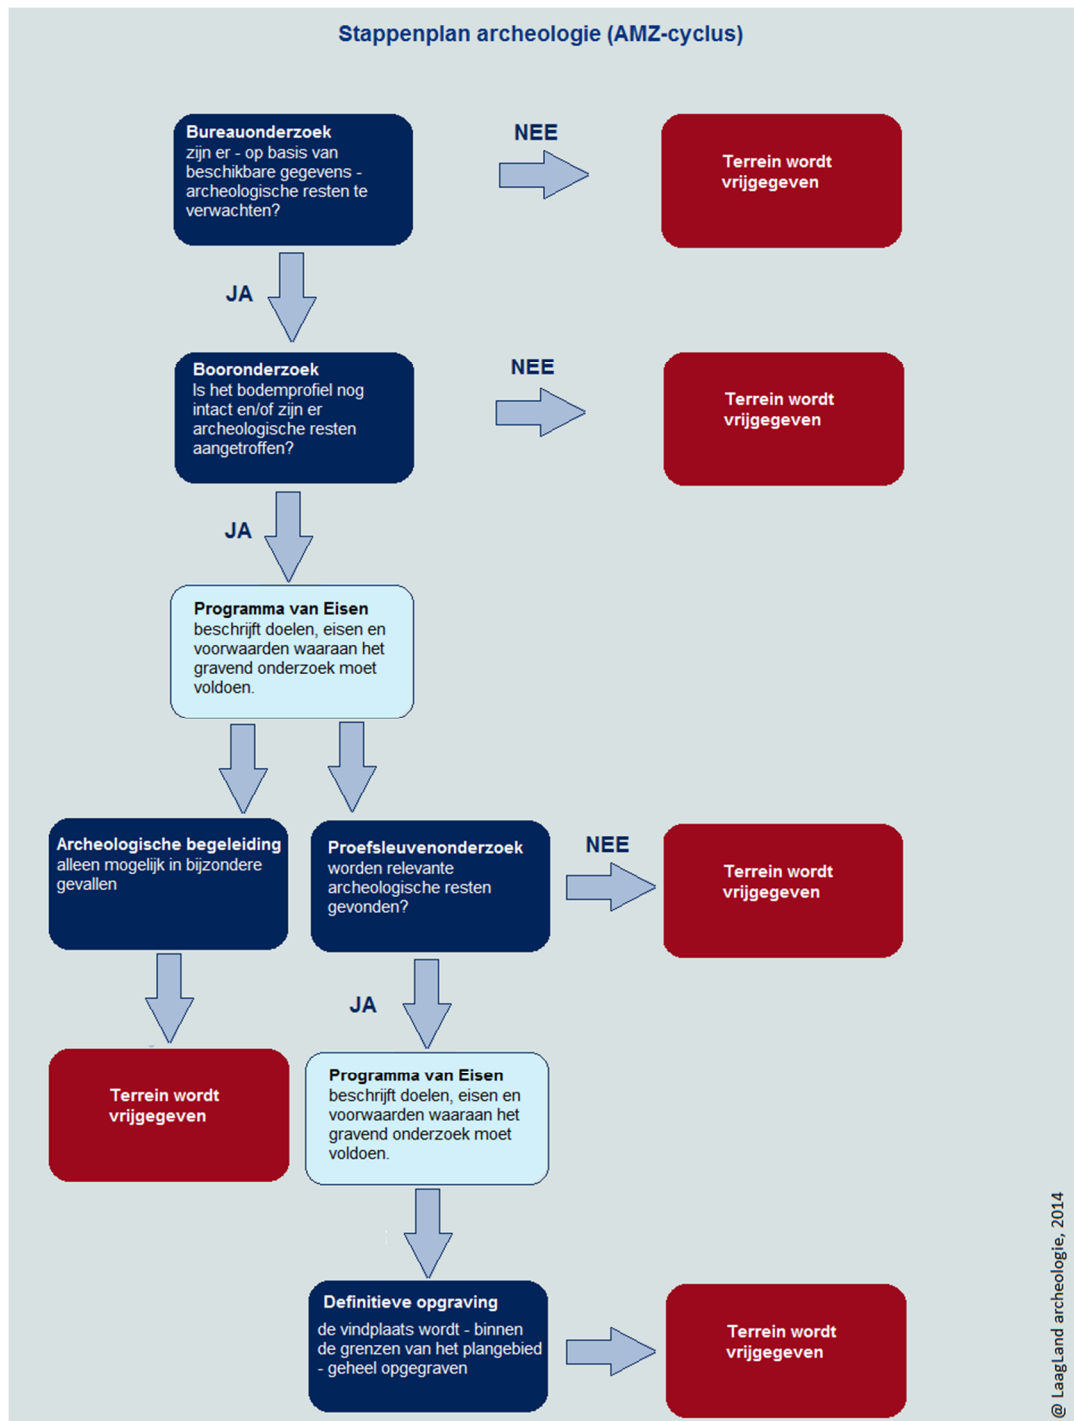 Stappenplan archeologie (AMZ-cyclus)
Bureauonderzoek
zijn er - op basis van
beschikbare gegevens -
archeologische resten te
verwachten?
NEE
Terrein wordt
vrijgegeven
JA
Booronderzoek
Is het bodemprofiel nog
intact en/of zijn er
archeologische resten
aangetroffen?
NEE
Terrein wordt
vrijgegeven
JA
Programma van Eisen
beschrijft doelen, eisen en
voorwaarden waaraan het
gravend onderzoek moet
voldoen.
Archeologische begeleiding
alleen mogelijk in bijzondere
gevallen
Proefsleuvenonderzoek
worden relevante
archeologische resten
gevonden?
NEE
Terrein wordt
vrijgegeven
JA
Terrein wordt
vrijgegeven
Programma van Eisen
beschrijft doelen, eisen en
voorwaarden waaraan het
gravend onderzoek moet
voldoen.
Definitieve opgraving
de vindplaats wordt - binnen
de grenzen van het plangebied
- geheel opgegraven
Terrein wordt
vrijgegeven
@ LaagLand archeologie, 2014